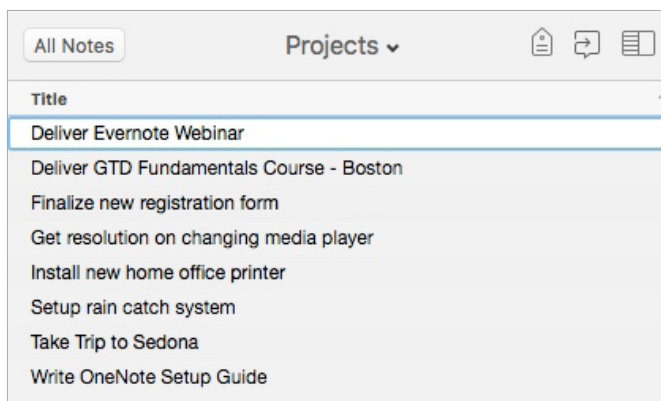 All Notes
Projects
Title
Deliver Evernote Webinar
Deliver GTD Fundamentals Course - Boston
Finalize new registration form
Get resolution on changing media player
Install new home office printer
Setup rain catch system
Take Trip to Sedona
Write OneNote Setup Guide